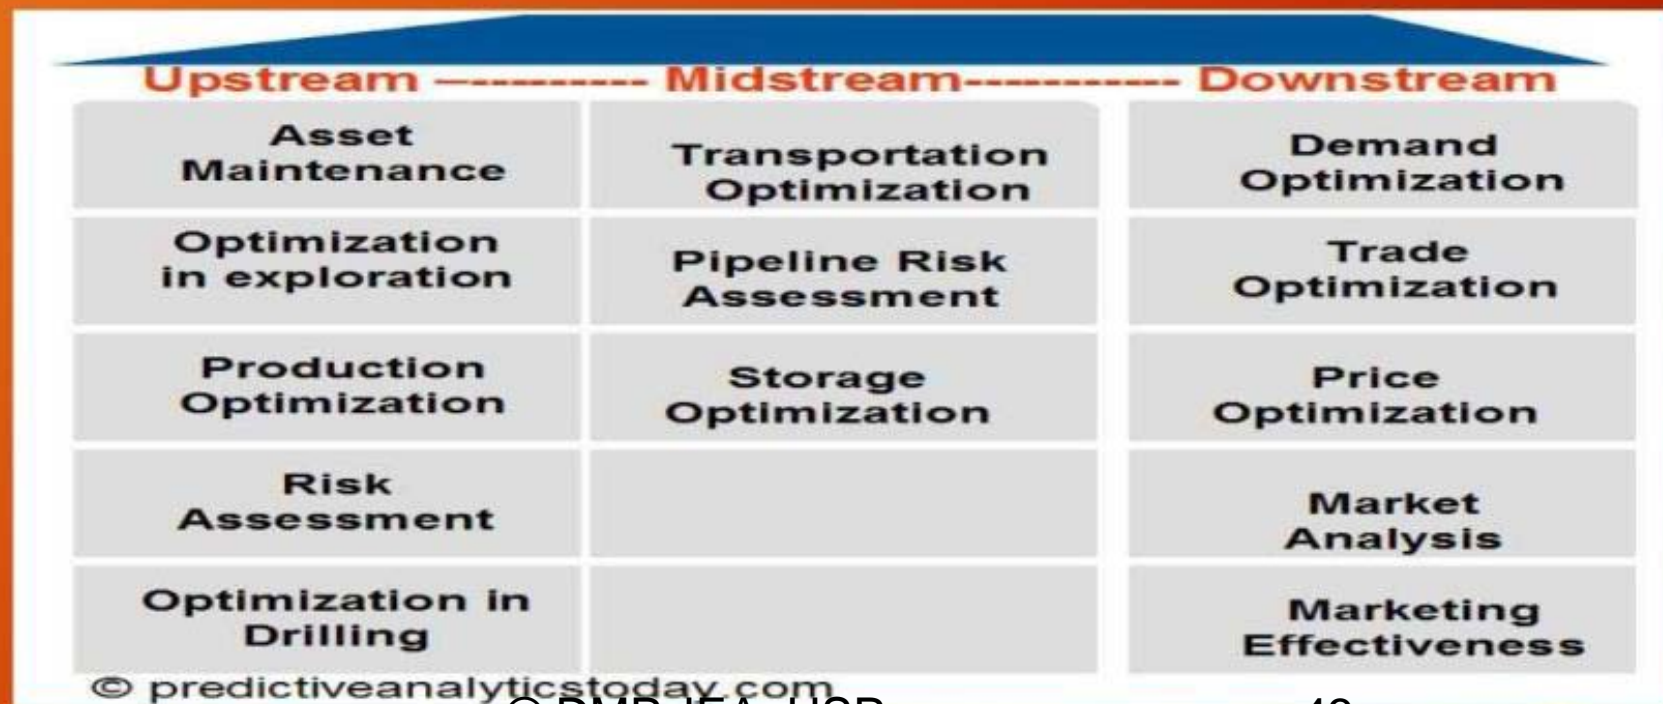 Upstream ---------- Midstream----------- Downstream
Asset
Maintenance
Transportation
Optimization
Demand
Optimization
Optimization
in exploration
Pipeline Risk
Assessment
Trade
Optimization
Production
Optimization
Storage
Optimization
Price
Optimization
Risk
Assessment
Market
Analysis
Optimization in
Drilling
Marketing
Effectiveness
© predictiveanalyticstoday.com